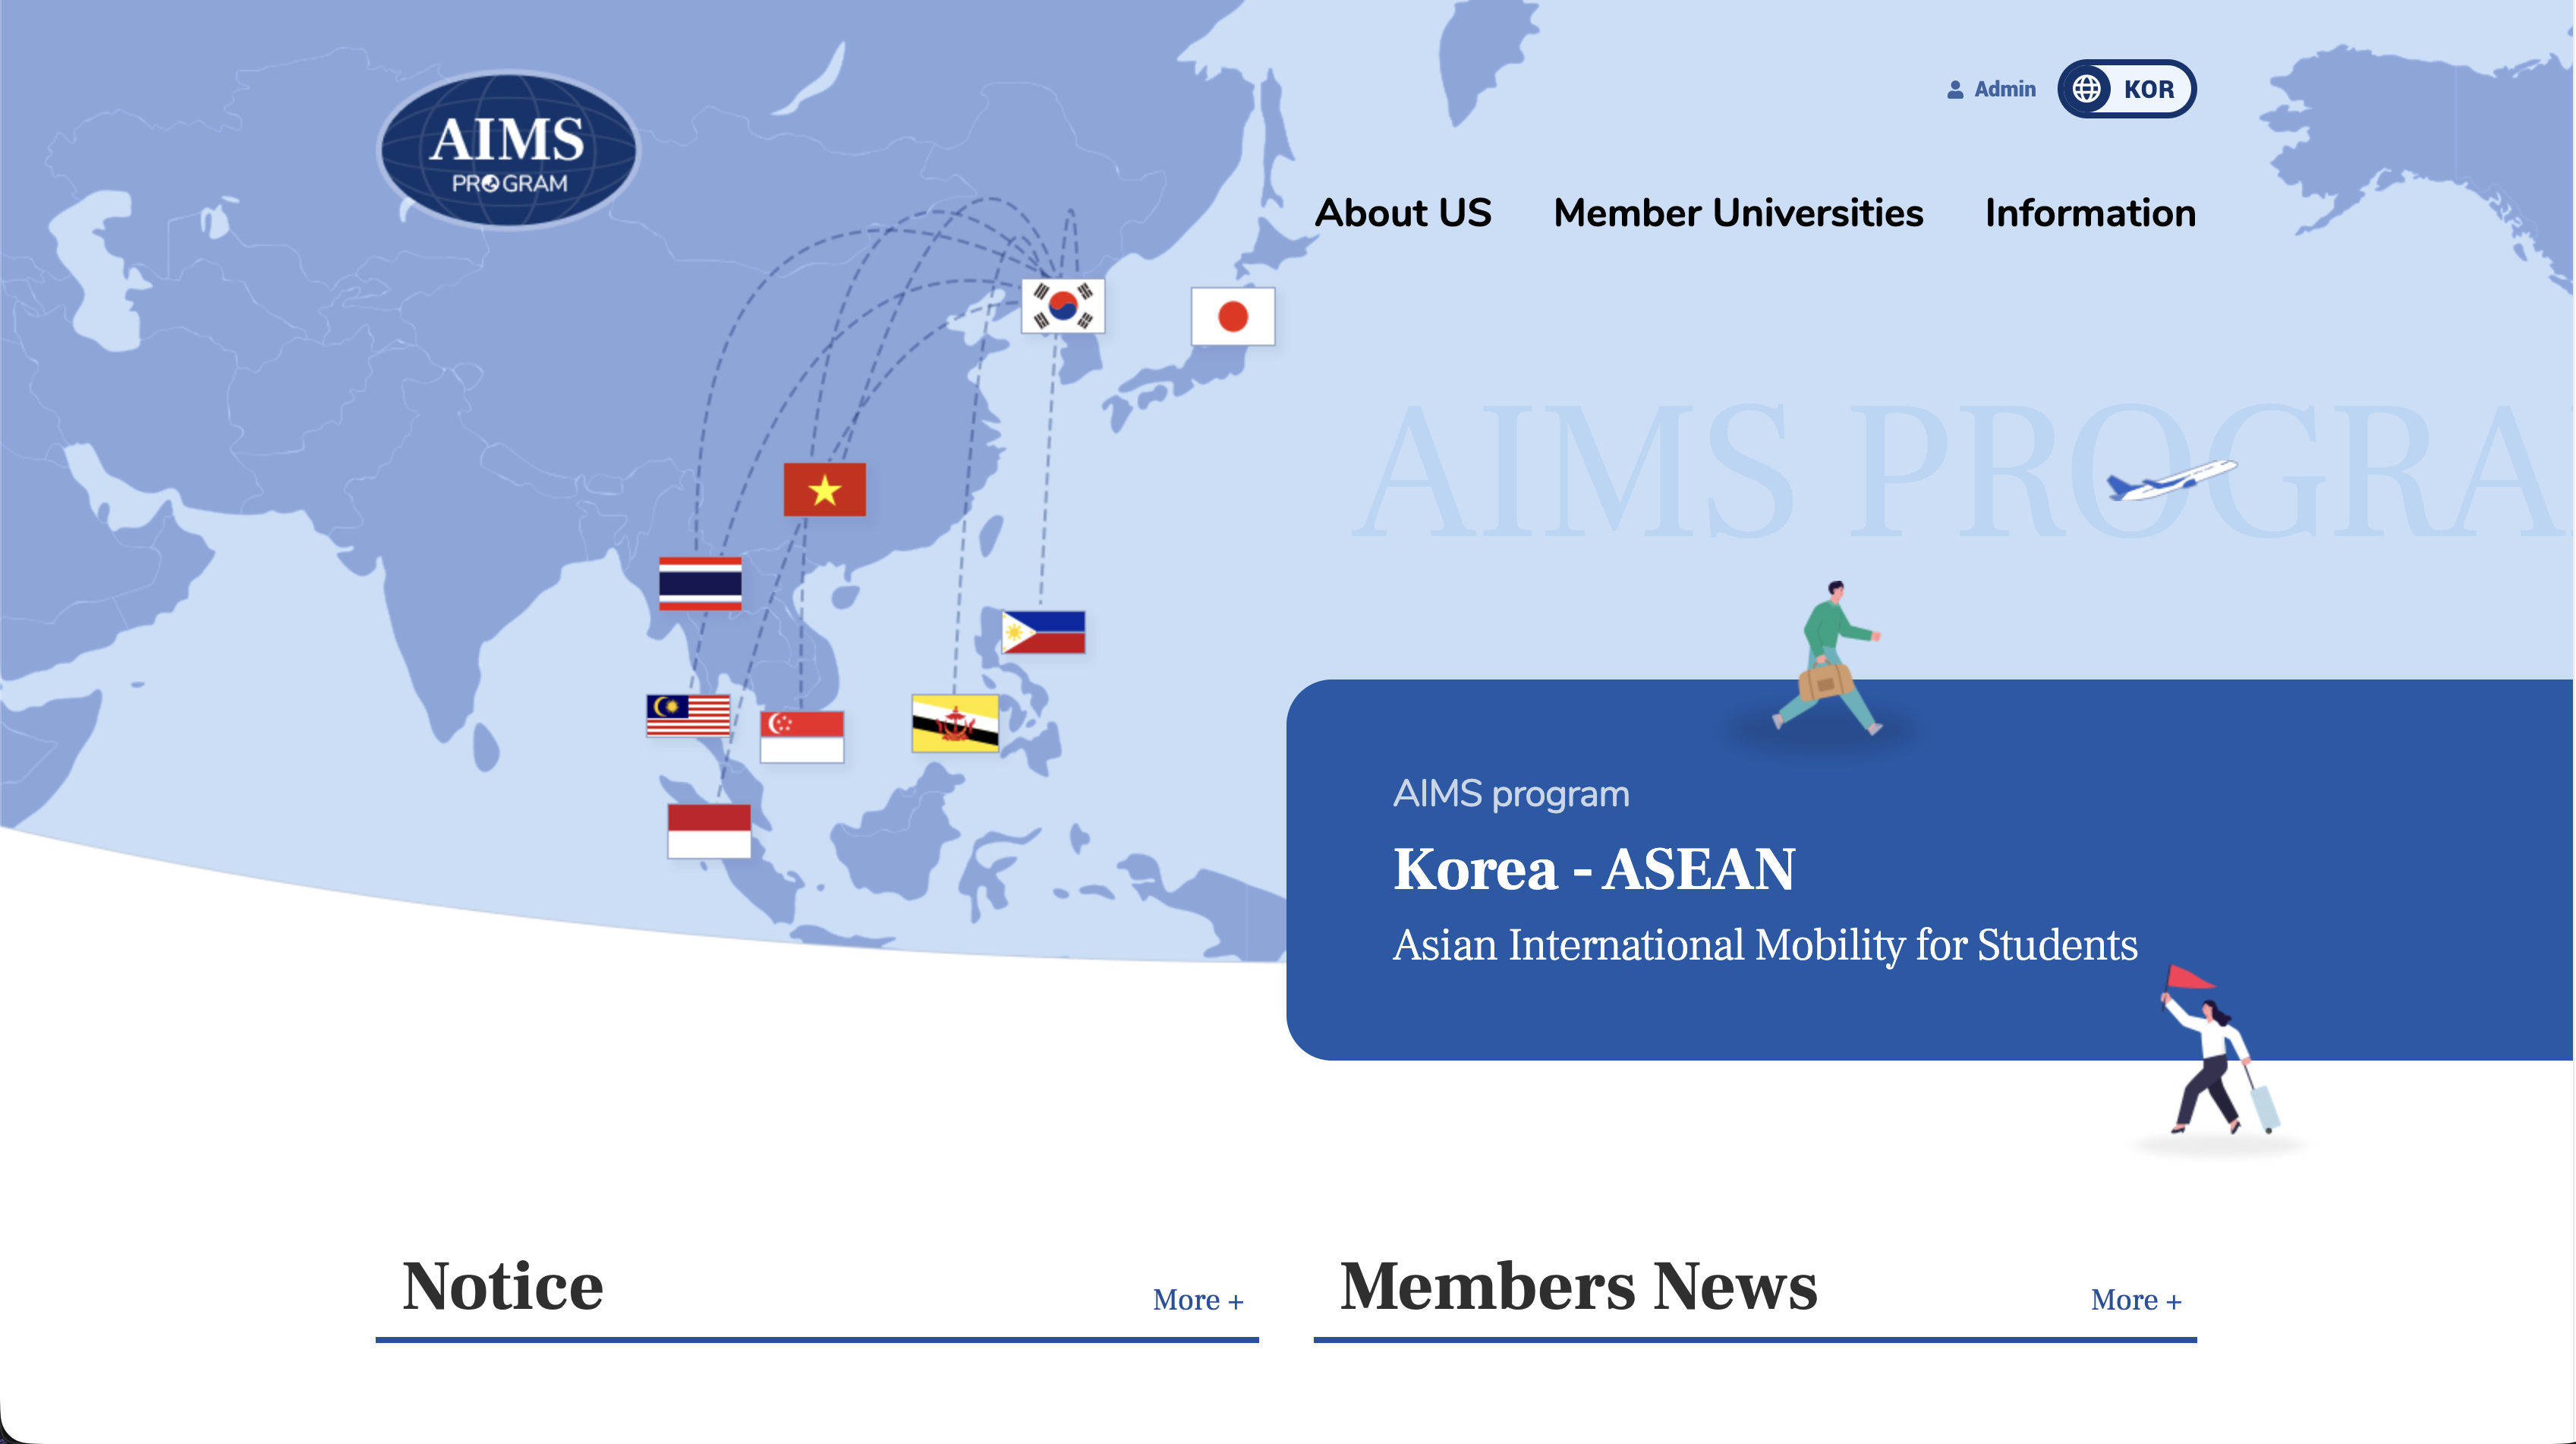 AIMS
PROGRAM
Admin
KOR
About US
Member Universities
Information
AIMS PROGRA
AIMS program
Korea - ASEAN
Asian International Mobility for Students
Notice
More +
Members News
More +